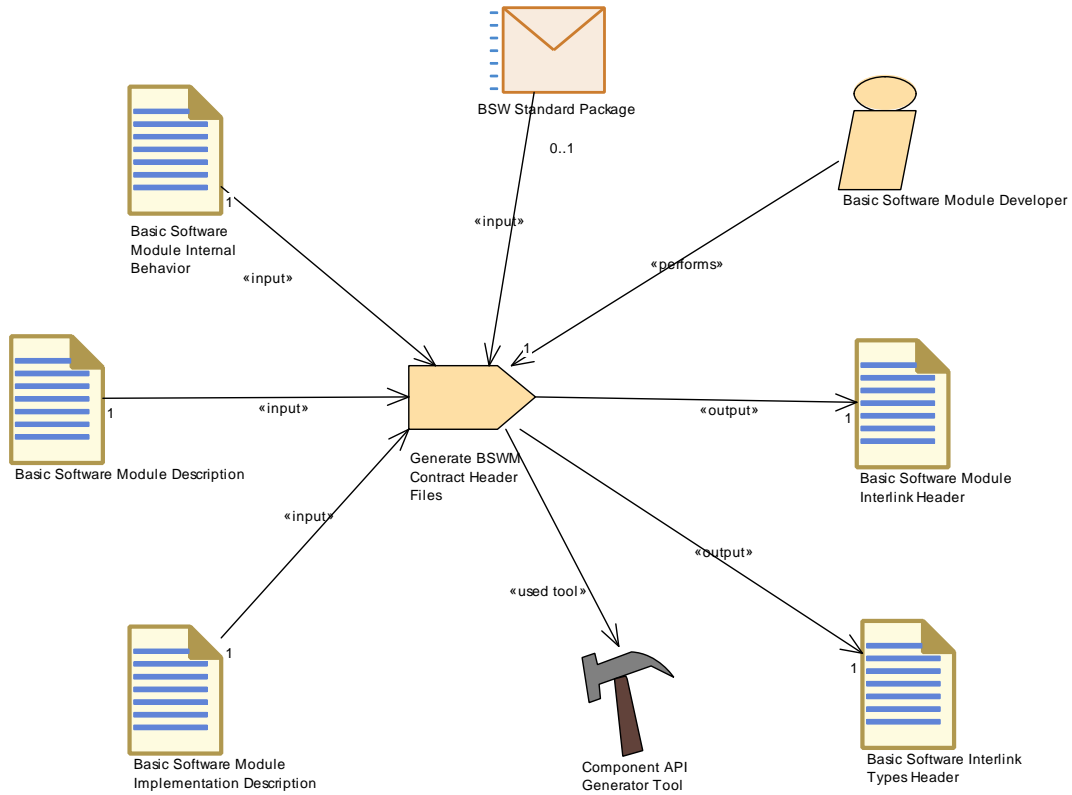 BSW Standard Package
0..1
«input»
Basic Software Module Developer
«performs»
1
1
Basic Software
Module Internal
Behavior
«input»
1
«input»
Basic Software Module Description
Generate BSWM
Contract Header
Files
«output»
1
Basic Software Module
Interlink Header
«input»
1
Basic Software Module
Implementation Description
«used tool»
Component API
Generator Tool
«output»
1
Basic Software Interlink
Types Header